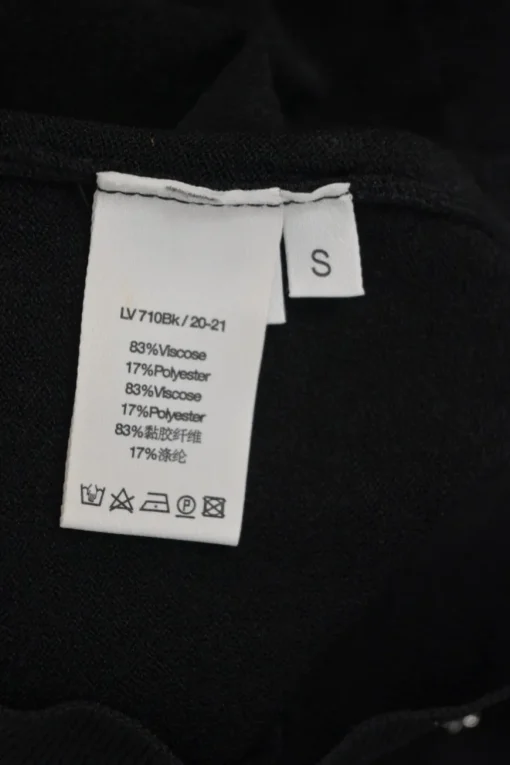 S
LV 710Bk / 20-21
83%Viscose
17%Polyester
83%Viscose
17%Polyester
83%黏胶纤维
17%涤纶
P